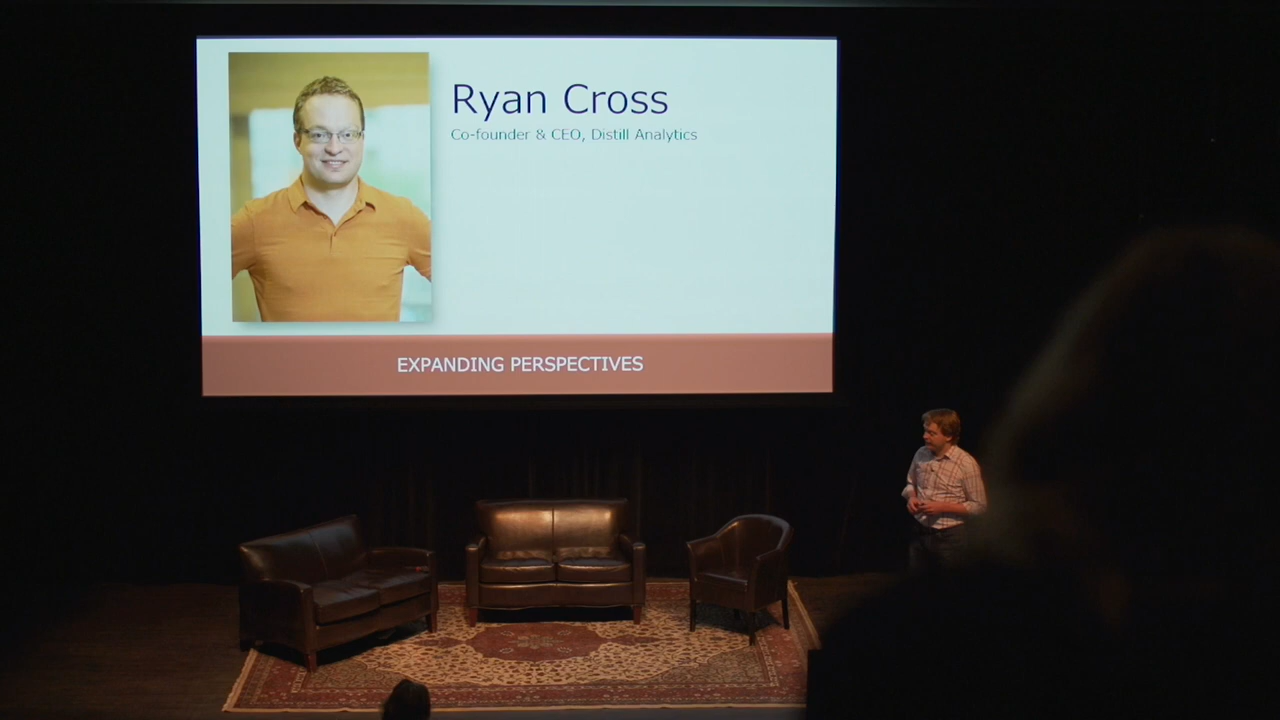 Ryan Cross
Co-founder & CEO, Distill Analytics
EXPANDING PERSPECTIVES